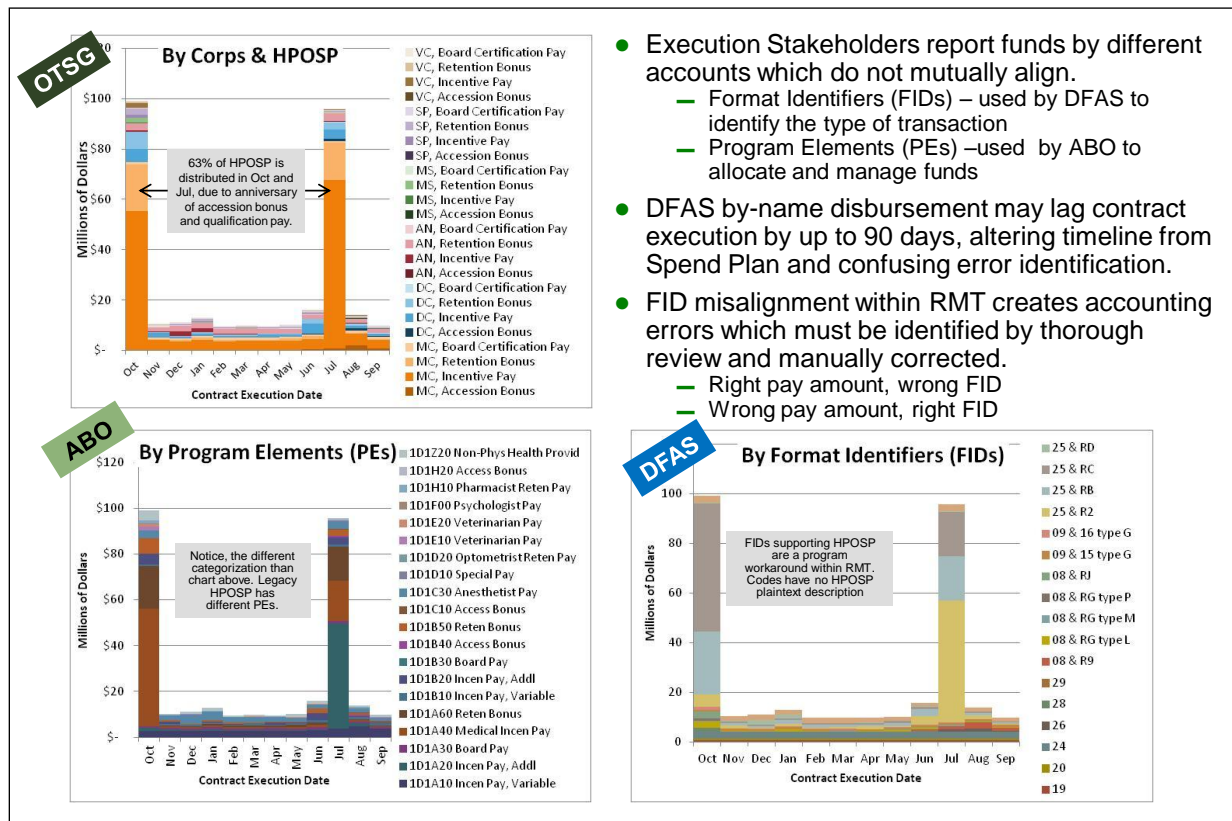 OTSG
By Corps & HPOSP
Millions of Dollars
20
$100
$80
$60
$40
$20
$-
63% of HPOSP is
distributed in Oct and
Jul, due to anniversary
of accession bonus
and qualification pay.
Oct
Nov
Dec
Jan
Feb
Mar
Apr
May
Jun
Jul
Aug
Sep
Contract Execution Date
VC, Board Certification Pay
VC, Retention Bonus
VC, Incentive Pay
VC, Accession Bonus
SP, Board Certification Pay
SP, Retention Bonus
SP, Incentive Pay
SP, Accession Bonus
MS, Board Certification Pay
MS, Retention Bonus
MS, Incentive Pay
MS, Accession Bonus
AN, Board Certification Pay
AN, Retention Bonus
AN, Incentive Pay
AN, Accession Bonus
DC, Board Certification Pay
DC, Retention Bonus
DC, Incentive Pay
DC, Accession Bonus
MC, Board Certification Pay
MC, Retention Bonus
MC, Incentive Pay
MC, Accession Bonus
● Execution Stakeholders report funds by different
accounts which do not mutually align.
— Format Identifiers (FIDs) – used by DFAS to
identify the type of transaction
— Program Elements (PEs) –used by ABO to
allocate and manage funds
● DFAS by-name disbursement may lag contract
execution by up to 90 days, altering timeline from
Spend Plan and confusing error identification.
● FID misalignment within RMT creates accounting
errors which must be identified by thorough
review and manually corrected.
— Right pay amount, wrong FID
— Wrong pay amount, right FID
ABO
By Program Elements (PEs)
Millions of Dollars
$120
$100
$80
$60
$40
$20
$-
Notice, the different
categorization than
chart above. Legacy
HPOSP has
different PEs.
Oct
Nov
Dec
Jan
Feb
Mar
Apr
May
Jun
Jul
Aug
Sep
Contract Execution Date
1D1Z20 Non-Phys Health Provid
1D1H20 Access Bonus
1D1H10 Pharmacist Reten Pay
1D1F00 Psychologist Pay
1D1E20 Veterinarian Pay
1D1E10 Veterinarian Pay
1D1D20 Optometrist Reten Pay
1D1D10 Special Pay
1D1C30 Anesthetist Pay
1D1C10 Access Bonus
1D1B50 Reten Bonus
1D1B40 Access Bonus
1D1B30 Board Pay
1D1B20 Incen Pay, Addl
1D1B10 Incen Pay, Variable
1D1A60 Reten Bonus
1D1A40 Medical Incen Pay
1D1A30 Board Pay
1D1A20 Incen Pay, Addl
1D1A10 Incen Pay, Variable
DFAS
By Format Identifiers (FIDs)
Millions of Dollars
100
80
60
40
20
0
FIDs supporting HPOSP
are a program
workaround within RMT.
Codes have no HPOSP
plaintext description
Oct
Nov
Dec
Jan
Feb
Mar
Apr
May
Jun
Jul
Aug
Sep
Contract Execution Date
25 & RD
25 & RC
25 & RB
25 & R2
09 & 16 type G
09 & 15 type G
08 & RJ
08 & RG type P
08 & RG type M
08 & RG type L
08 & R9
29
28
26
24
20
19